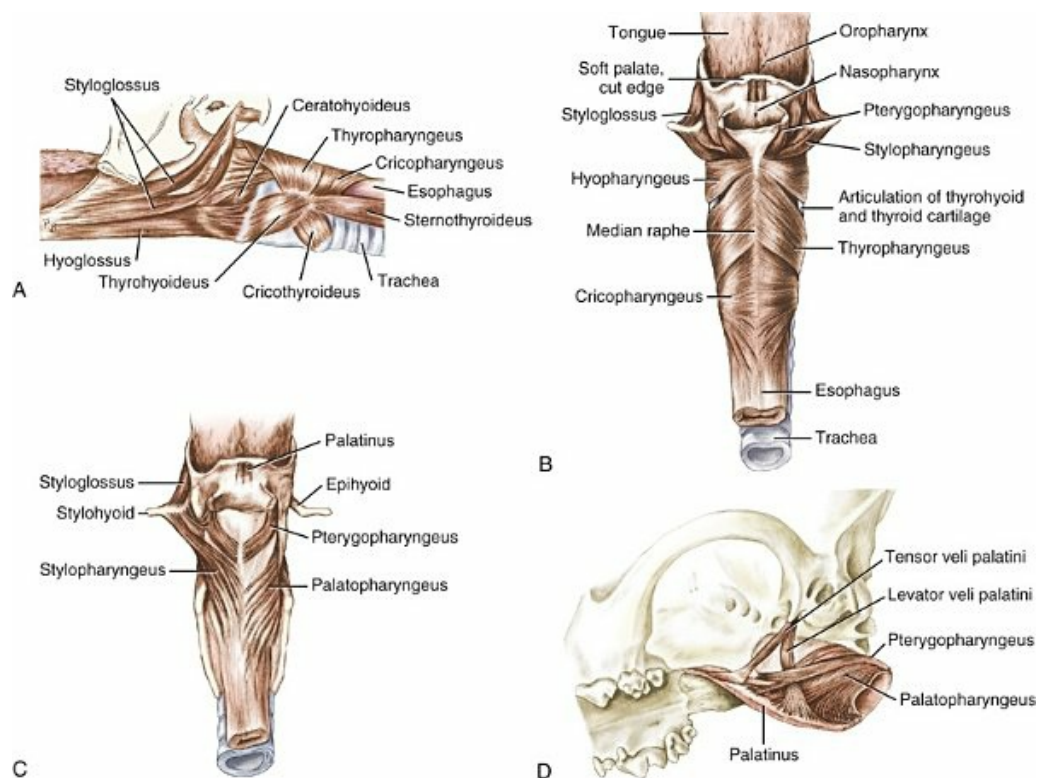 Styloglossus
Ceratohyoideus
Thyropharyngeus
Cricopharyngeus
Esophagus
Sternothyroideus
Hyoglossus
Thyrohyoideus
Cricothyroideus
Trachea
A
Tongue
Oropharynx
Soft palate,
cut edge
Nasopharynx
Styloglossus
Pterygopharyngeus
Stylopharyngeus
Hyopharyngeus
Articulation of thyrohyoid
and thyroid cartilage
Median raphe
Thyropharyngeus
Cricopharyngeus
Esophagus
Trachea
B
Palatinus
Styloglossus
Epihyoid
Stylohyoid
Pterygopharyngeus
Stylopharyngeus
Palatopharyngeus
C
Tensor veli palatini
Levator veli palatini
Pterygopharyngeus
Palatopharyngeus
Palatinus
D